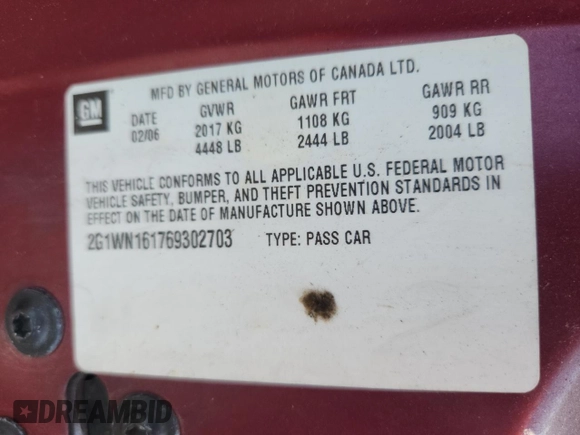 GM
MFD BY GENERAL MOTORS OF CANADA LTD.
DATE GVWR GAWR FRT GAWR RR
02/06 2017 KG 1108 KG 909 KG
4448 LB 2444 LB 2004 LB
THIS VEHICLE CONFORMS TO ALL APPLICABLE U.S. FEDERAL MOTOR
VEHICLE SAFETY, BUMPER, AND THEFT PREVENTION STANDARDS IN
EFFECT ON THE DATE OF MANUFACTURE SHOWN ABOVE.
2G1WN161769302703 TYPE: PASS CAR
DREAMBID